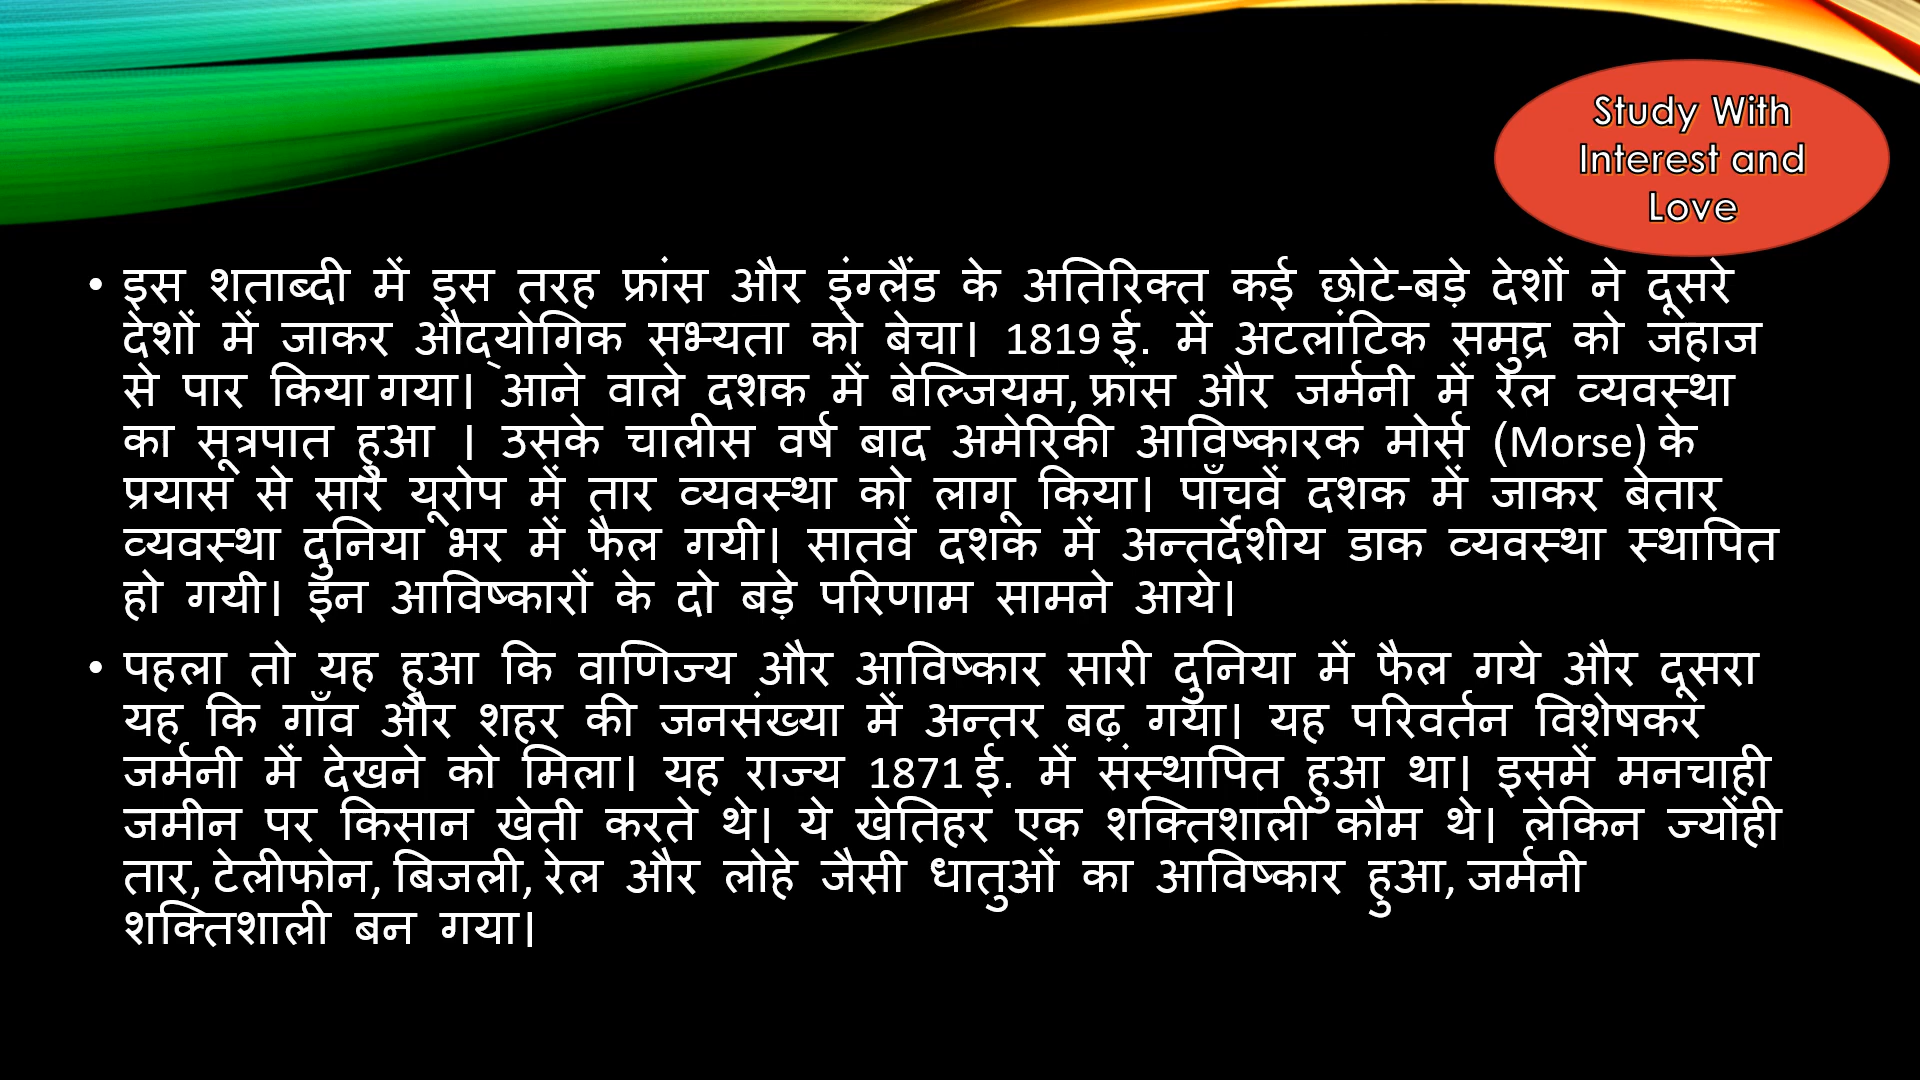 Study With
Interest and
Love
• इस शताब्दी में इस तरह फ्रांस और इंग्लैंड के अतिरिक्त कई छोटे-बड़े देशों ने दूसरे
देशों में जाकर औद्योगिक सभ्यता को बेचा। 1819 ई. में अटलांटिक समुद्र को जहाज
से पार किया गया। आने वाले दशक में बेल्जियम, फ्रांस और जर्मनी में रेल व्यवस्था
का सूत्रपात हुआ । उसके चालीस वर्ष बाद अमेरिकी आविष्कारक मोर्स (Morse) के
प्रयास से सारे यूरोप में तार व्यवस्था को लागू किया। पाँचवें दशक में जाकर बेतार
व्यवस्था दुनिया भर में फैल गयी। सातवें दशक में अन्तर्देशीय डाक व्यवस्था स्थापित
हो गयी। इन आविष्कारों के दो बड़े परिणाम सामने आये।
• पहला तो यह हुआ कि वाणिज्य और आविष्कार सारी दुनिया में फैल गये और दूसरा
यह कि गाँव और शहर की जनसंख्या में अन्तर बढ़ गया। यह परिवर्तन विशेषकर
जर्मनी में देखने को मिला। यह राज्य 1871 ई. में संस्थापित हुआ था। इसमें मनचाही
जमीन पर किसान खेती करते थे। ये खेतिहर एक शक्तिशाली कौम थे। लेकिन ज्योंही
तार, टेलीफोन, बिजली, रेल और लोहे जैसी धातुओं का आविष्कार हुआ, जर्मनी
शक्तिशाली बन गया।